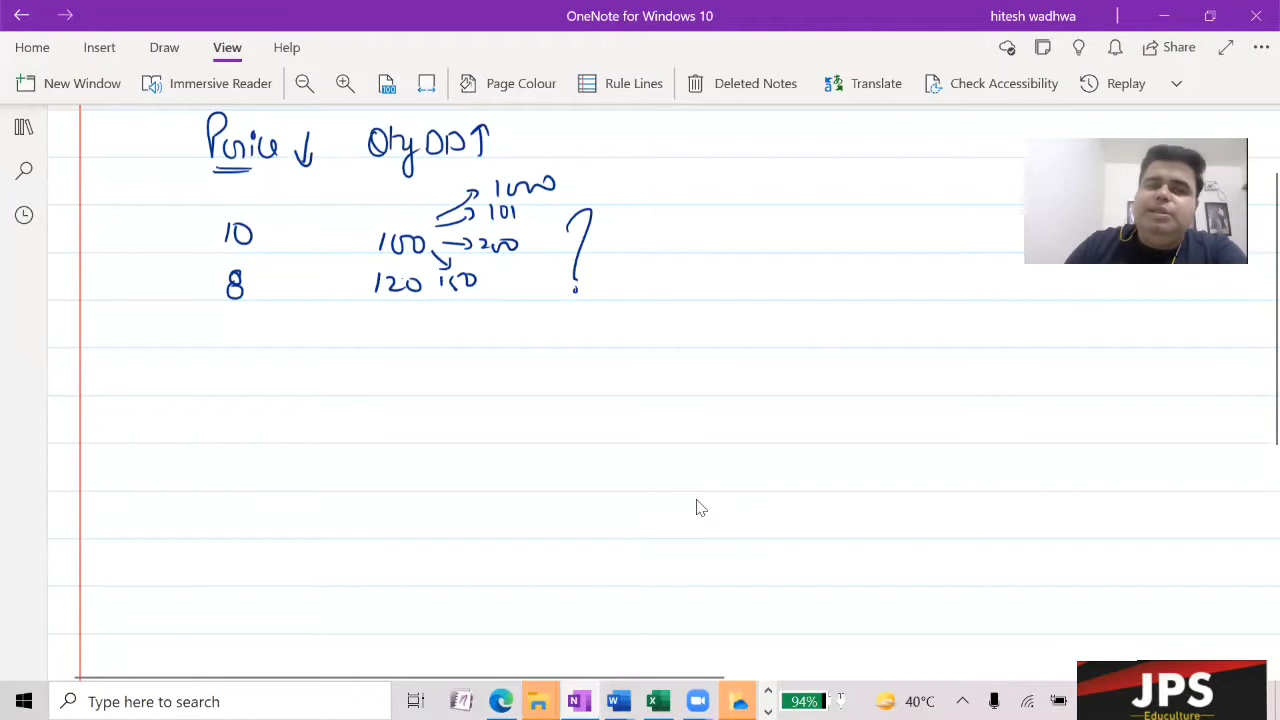 OneNote for Windows 10
hitesh wadhwa
Home Insert Draw View Help
Share
New Window Immersive Reader Page Colour Rule Lines Deleted Notes Translate Check Accessibility Replay
Price ↓ Qty DD ↑
→ 1000
→ 101
10 100 → 200 ?
8 120 150
Type here to search
94%
40°C
JPS
Educulture